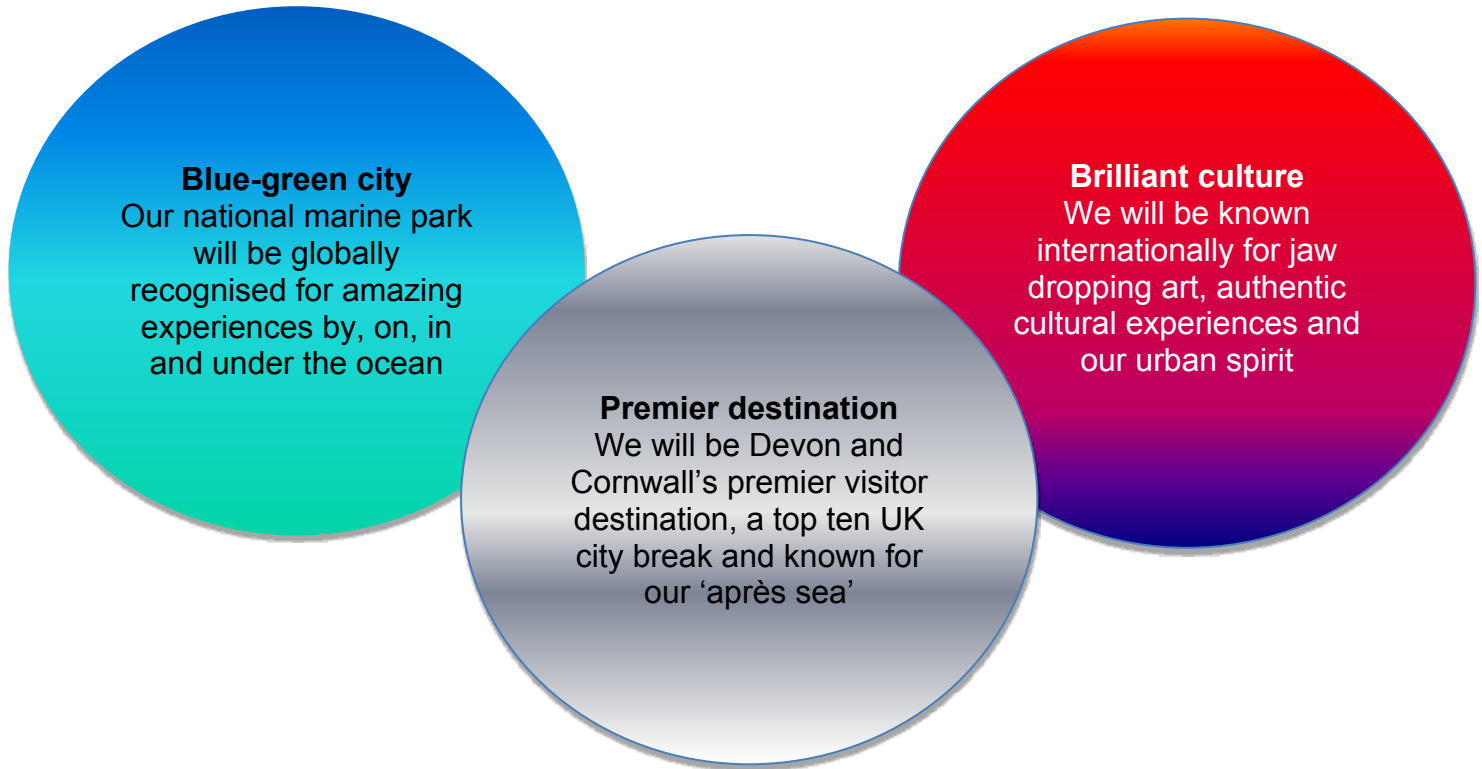 Blue-green city
Our national marine park
will be globally
recognised for amazing
experiences by, on, in
and under the ocean
Premier destination
We will be Devon and
Cornwall’s premier visitor
destination, a top ten UK
city break and known for
our ‘après sea’
Brilliant culture
We will be known
internationally for jaw
dropping art, authentic
cultural experiences and
our urban spirit